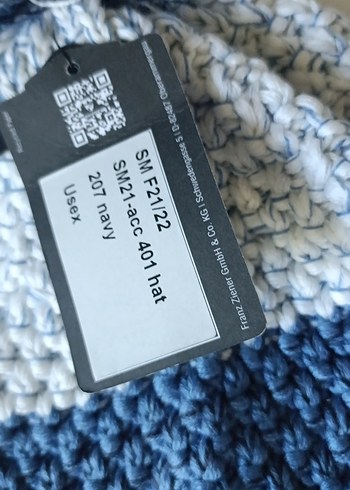 SM F21/22
SM21-acc 401 hat
207 navy
Usex
Franz Ziener GmbH & Co. KG | Schwedengasse 5 | D-82487 Oberammergau